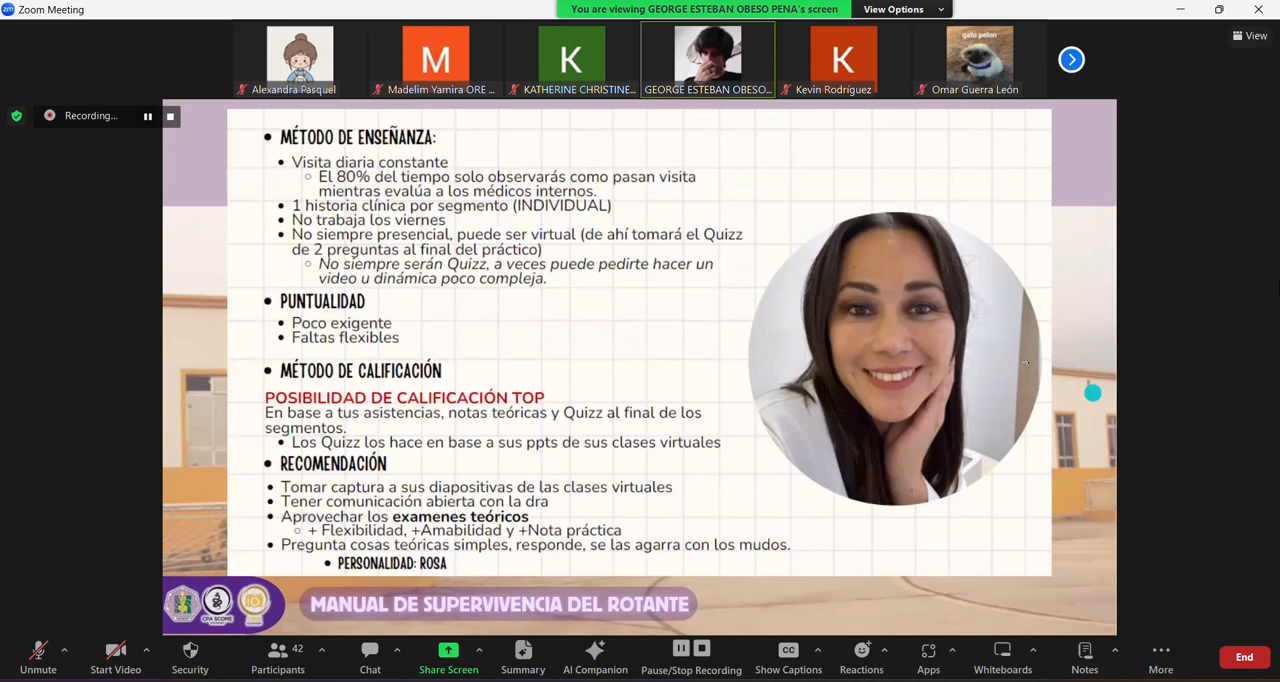 Zoom Meeting
You are viewing GEORGE ESTEBAN OBESO PENA's screen
View Options
View
Alexandra Pasquel
M
Madelim Yamira ORE ...
K
KATHERINE CHRISTINE...
GEORGE ESTEBAN OBESO...
K
Kevin Rodríguez
gato pelon
Omar Guerra León
Recording...
• MÉTODO DE ENSEÑANZA:
• Visita diaria constante
○ El 80% del tiempo solo observarás como pasan visita
mientras evalúa a los médicos internos.
• 1 historia clínica por segmento (INDIVIDUAL)
• No trabaja los viernes
• No siempre presencial, puede ser virtual (de ahí tomará el Quizz
de 2 preguntas al final del práctico)
○ No siempre serán Quizz, a veces puede pedirte hacer un
video u dinámica poco compleja.
• PUNTUALIDAD
• Poco exigente
• Faltas flexibles
• MÉTODO DE CALIFICACIÓN
POSIBILIDAD DE CALIFICACIÓN TOP
En base a tus asistencias, notas teóricas y Quizz al final de los
segmentos.
• Los Quizz los hace en base a sus ppts de sus clases virtuales
• RECOMENDACIÓN
• Tomar captura a sus diapositivas de las clases virtuales
• Tener comunicación abierta con la dra
• Aprovechar los examenes teóricos
○ + Flexibilidad, +Amabilidad y +Nota práctica
• Pregunta cosas teóricas simples, responde, se las agarra con los mudos.
• PERSONALIDAD: ROSA
CPA SCOME
MANUAL DE SUPERVIVENCIA DEL ROTANTE
Unmute
Start Video
Security
42
Participants
Chat
Share Screen
Summary
AI Companion
Pause/Stop Recording
CC
Show Captions
Reactions
Apps
Whiteboards
Notes
More
End